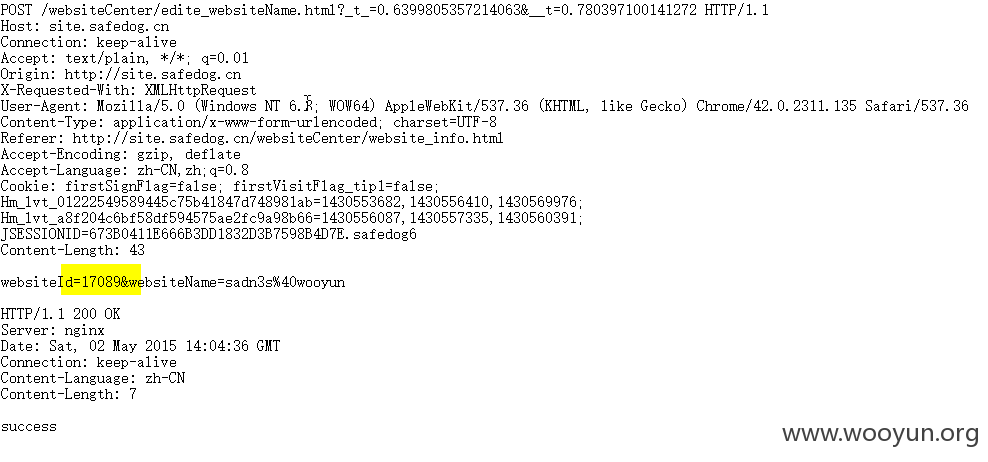 POST /websiteCenter/edite_websiteName.html?_t_=0.6399805357214063&__t=0.780397100141272 HTTP/1.1
Host: site.safedog.cn
Connection: keep-alive
Accept: text/plain, */*; q=0.01
Origin: http://site.safedog.cn
X-Requested-With: XMLHttpRequest
User-Agent: Mozilla/5.0 (Windows NT 6.3; WOW64) AppleWebKit/537.36 (KHTML, like Gecko) Chrome/42.0.2311.135 Safari/537.36
Content-Type: application/x-www-form-urlencoded; charset=UTF-8
Referer: http://site.safedog.cn/websiteCenter/website_info.html
Accept-Encoding: gzip, deflate
Accept-Language: zh-CN,zh;q=0.8
Cookie: firstSignFlag=false; firstVisitFlag_tip1=false;
Hm_lvt_01222549589445c75b41847d748981ab=1430553682,1430556410,1430569976;
Hm_lvt_a8f204c6bf58df594575ae2fc9a98b66=1430556087,1430557335,1430560391;
JSESSIONID=673B0411E666B3DD1832D3B7598B4D7E.safedog6
Content-Length: 43
websiteId=17089&websiteName=sadn3s%40wooyun
HTTP/1.1 200 OK
Server: nginx
Date: Sat, 02 May 2015 14:04:36 GMT
Connection: keep-alive
Content-Language: zh-CN
Content-Length: 7
success
www.wooyun.org